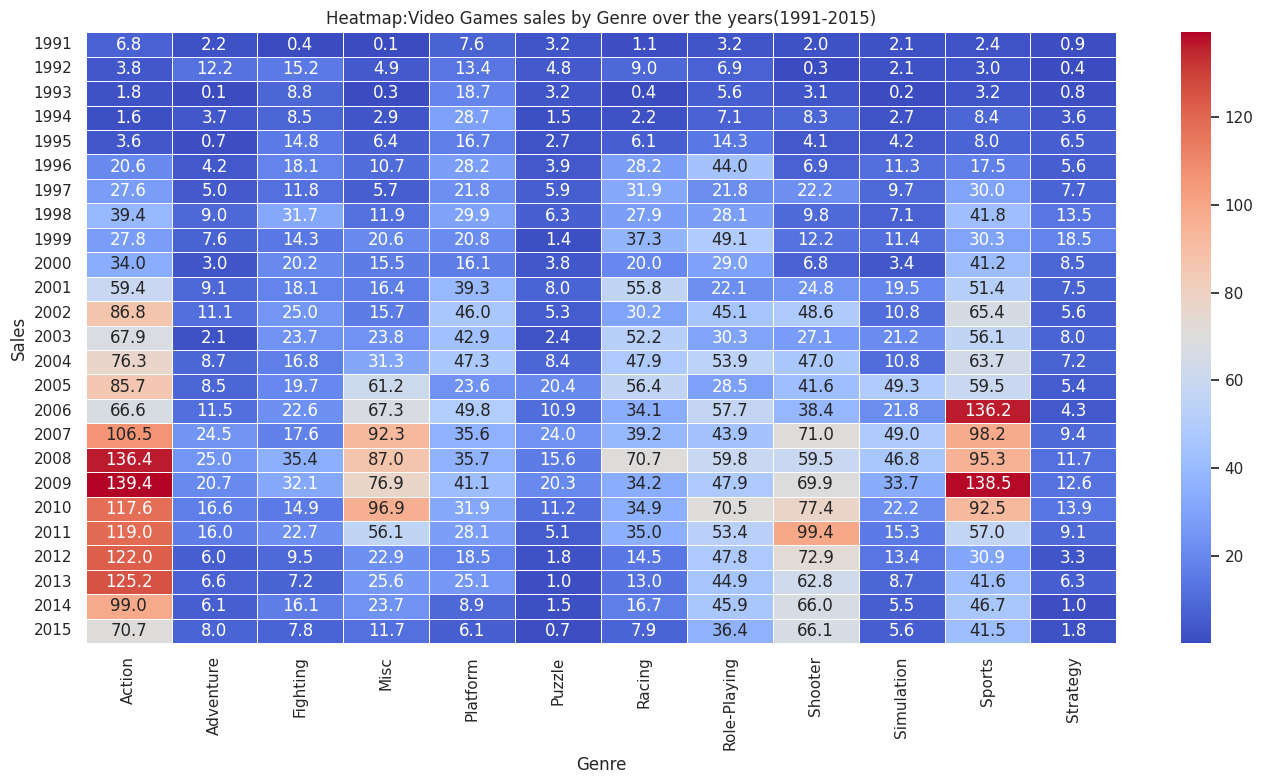 Heatmap:Video Games sales by Genre over the years(1991-2015)
1991 6.8 2.2 0.4 0.1 7.6 3.2 1.1 3.2 2.0 2.1 2.4 0.9
1992 3.8 12.2 15.2 4.9 13.4 4.8 9.0 6.9 0.3 2.1 3.0 0.4
1993 1.8 0.1 8.8 0.3 18.7 3.2 0.4 5.6 3.1 0.2 3.2 0.8
1994 1.6 3.7 8.5 2.9 28.7 1.5 2.2 7.1 8.3 2.7 8.4 3.6
1995 3.6 0.7 14.8 6.4 16.7 2.7 6.1 14.3 4.1 4.2 8.0 6.5
1996 20.6 4.2 18.1 10.7 28.2 3.9 28.2 44.0 6.9 11.3 17.5 5.6
1997 27.6 5.0 11.8 5.7 21.8 5.9 31.9 21.8 22.2 9.7 30.0 7.7
1998 39.4 9.0 31.7 11.9 29.9 6.3 27.9 28.1 9.8 7.1 41.8 13.5
1999 27.8 7.6 14.3 20.6 20.8 1.4 37.3 49.1 12.2 11.4 30.3 18.5
2000 34.0 3.0 20.2 15.5 16.1 3.8 20.0 29.0 6.8 3.4 41.2 8.5
2001 59.4 9.1 18.1 16.4 39.3 8.0 55.8 22.1 24.8 19.5 51.4 7.5
2002 86.8 11.1 25.0 15.7 46.0 5.3 30.2 45.1 48.6 10.8 65.4 5.6
2003 67.9 2.1 23.7 23.8 42.9 2.4 52.2 30.3 27.1 21.2 56.1 8.0
2004 76.3 8.7 16.8 31.3 47.3 8.4 47.9 53.9 47.0 10.8 63.7 7.2
2005 85.7 8.5 19.7 61.2 23.6 20.4 56.4 28.5 41.6 49.3 59.5 5.4
2006 66.6 11.5 22.6 67.3 49.8 10.9 34.1 57.7 38.4 21.8 136.2 4.3
2007 106.5 24.5 17.6 92.3 35.6 24.0 39.2 43.9 71.0 49.0 98.2 9.4
2008 136.4 25.0 35.4 87.0 35.7 15.6 70.7 59.8 59.5 46.8 95.3 11.7
2009 139.4 20.7 32.1 76.9 41.1 20.3 34.2 47.9 69.9 33.7 138.5 12.6
2010 117.6 16.6 14.9 96.9 31.9 11.2 34.9 70.5 77.4 22.2 92.5 13.9
2011 119.0 16.0 22.7 56.1 28.1 5.1 35.0 53.4 99.4 15.3 57.0 9.1
2012 122.0 6.0 9.5 22.9 18.5 1.8 14.5 47.8 72.9 13.4 30.9 3.3
2013 125.2 6.6 7.2 25.6 25.1 1.0 13.0 44.9 62.8 8.7 41.6 6.3
2014 99.0 6.1 16.1 23.7 8.9 1.5 16.7 45.9 66.0 5.5 46.7 1.0
2015 70.7 8.0 7.8 11.7 6.1 0.7 7.9 36.4 66.1 5.6 41.5 1.8
Sales
Action Adventure Fighting Misc Platform Puzzle Racing Role-Playing Shooter Simulation Sports Strategy
Genre
120
100
80
60
40
20